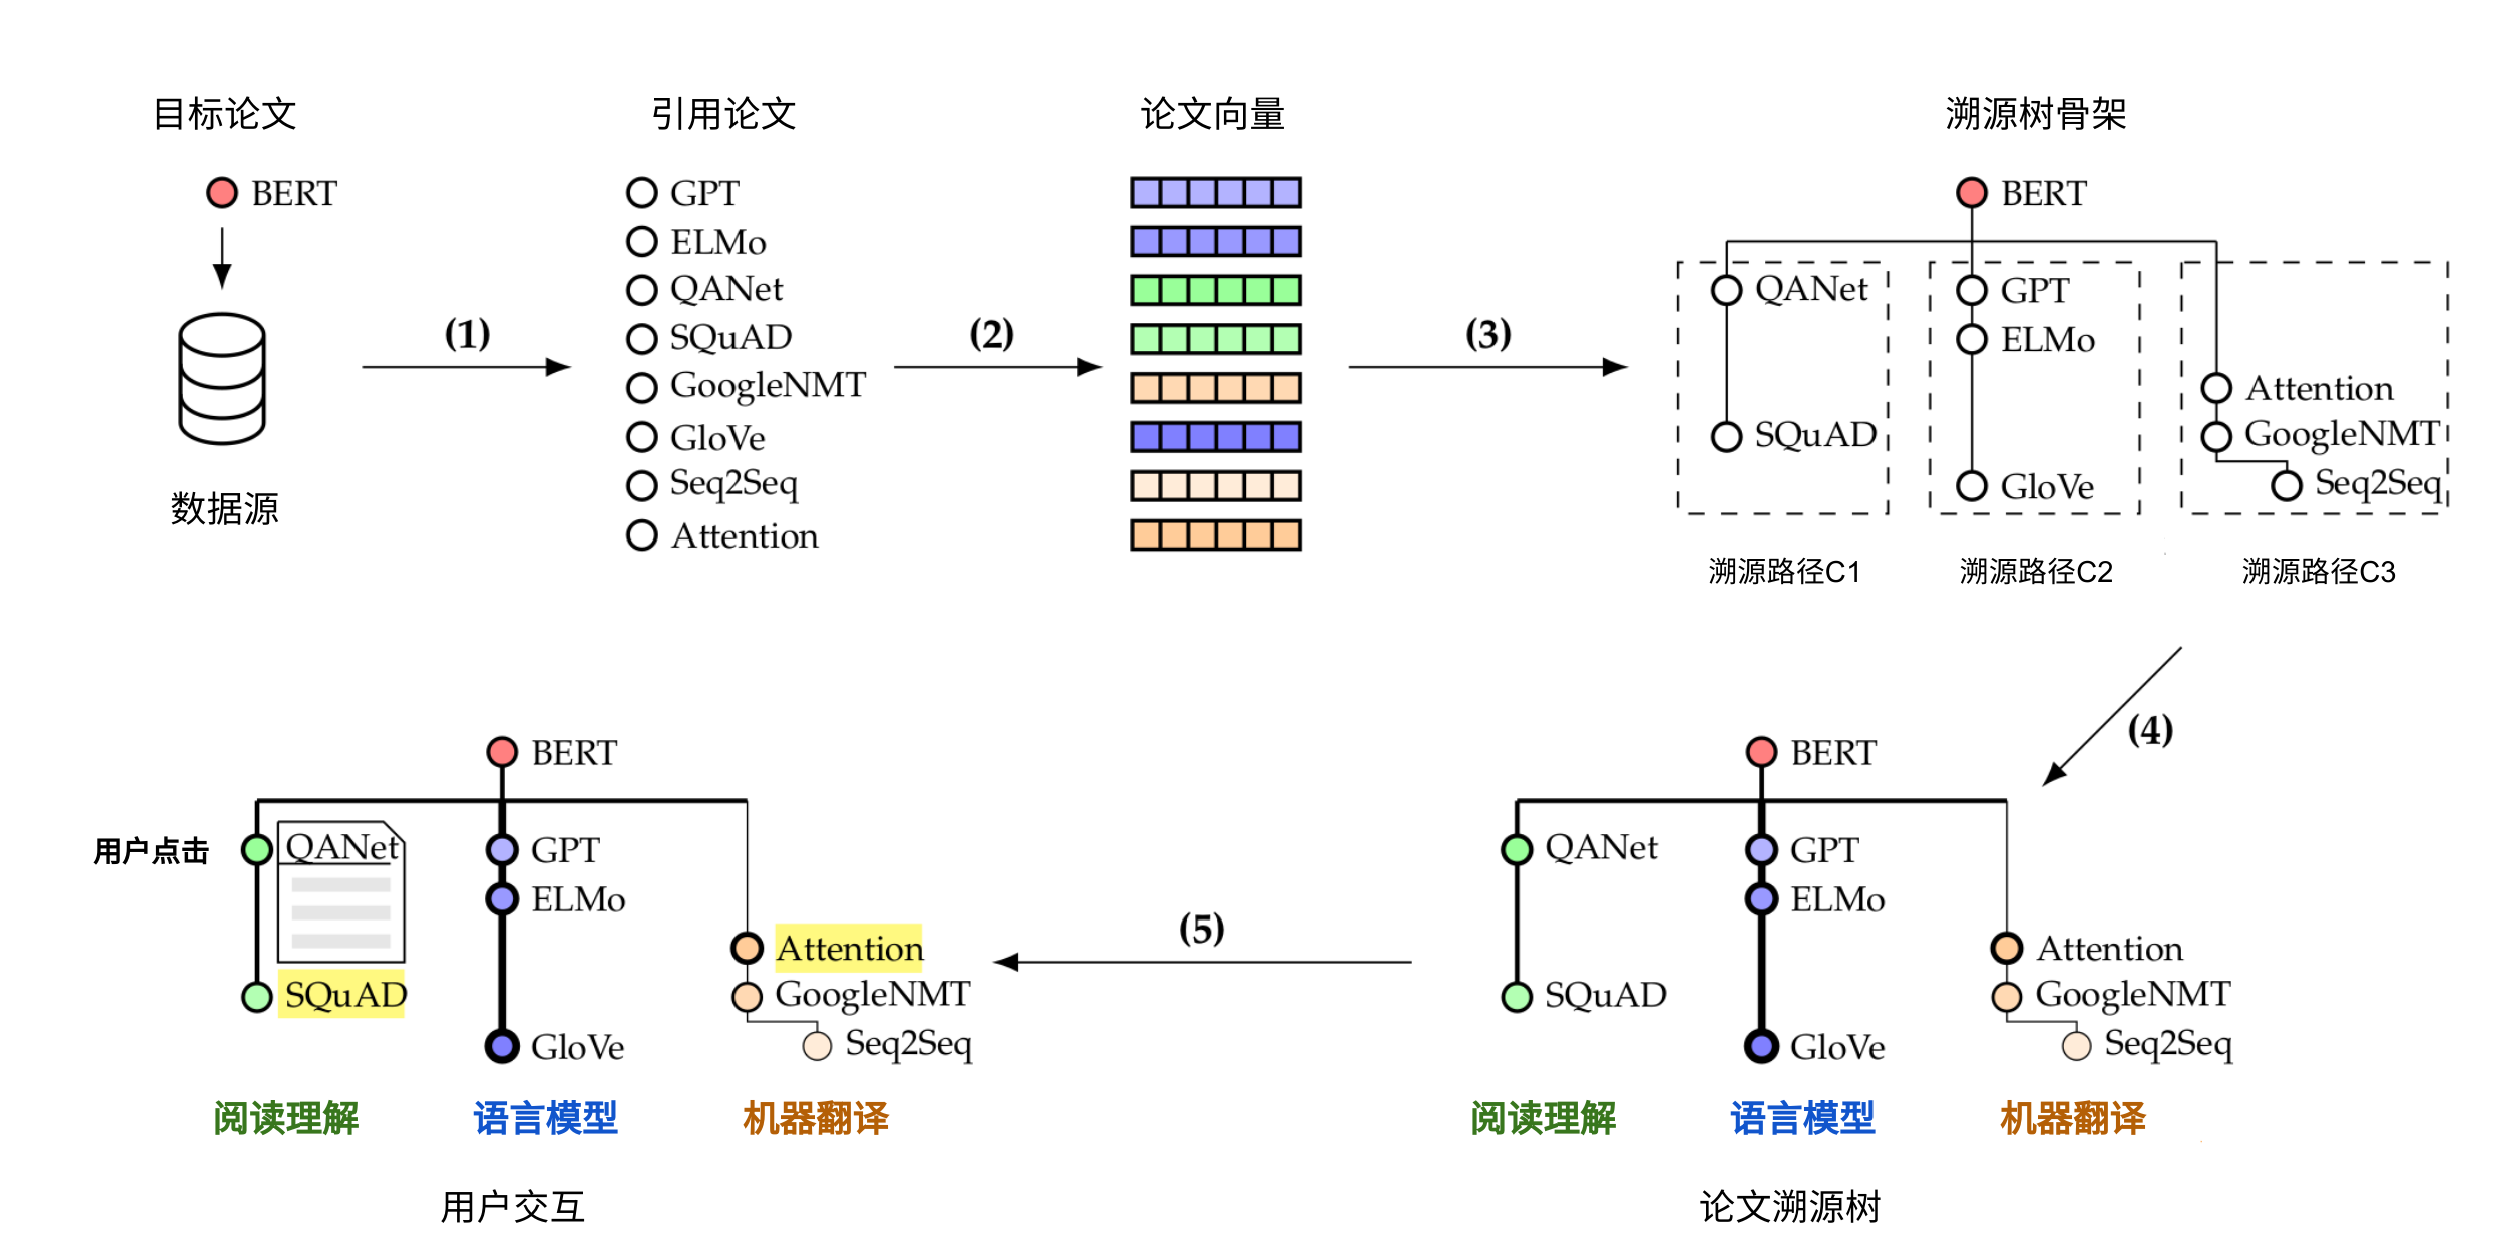 目标论文
引用论文
论文向量
溯源树骨架
BERT
数据源
(1)
GPT
ELMo
QANet
SQuAD
GoogleNMT
GloVe
Seq2Seq
Attention
(2)
(3)
BERT
QANet
SQuAD
GPT
ELMo
GloVe
Attention
GoogleNMT
Seq2Seq
溯源路径C1
溯源路径C2
溯源路径C3
(4)
BERT
QANet
SQuAD
GPT
ELMo
GloVe
Attention
GoogleNMT
Seq2Seq
阅读理解
语言模型
机器翻译
论文溯源树
(5)
BERT
用户点击
QANet
SQuAD
GPT
ELMo
GloVe
Attention
GoogleNMT
Seq2Seq
阅读理解
语言模型
机器翻译
用户交互